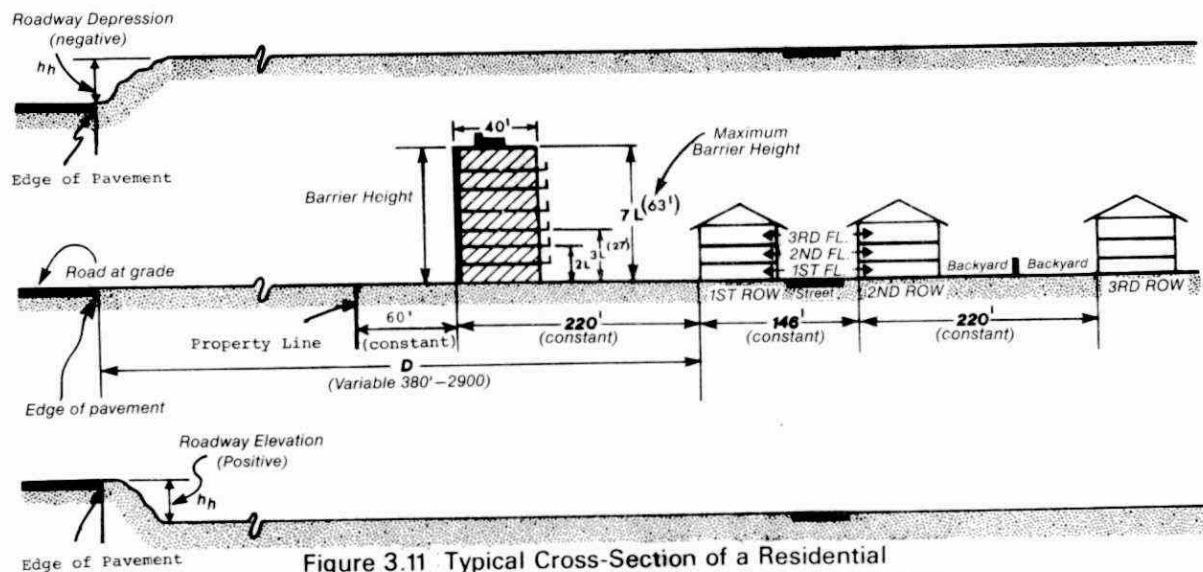 Roadway Depression
(negative)
hh
Edge of Pavement
40'
Maximum
Barrier Height
Barrier Height
7L (63')
3L (27')
2L
3RD FL.
2ND FL.
1ST FL.
Road at grade
Backyard
Backyard
1ST ROW
Street
2ND ROW
3RD ROW
60'
(constant)
220'
(constant)
146'
(constant)
220'
(constant)
Property Line
D
(Variable 380'-2900)
Edge of pavement
Roadway Elevation
(Positive)
hh
Edge of Pavement
Figure 3.11 Typical Cross-Section of a Residential